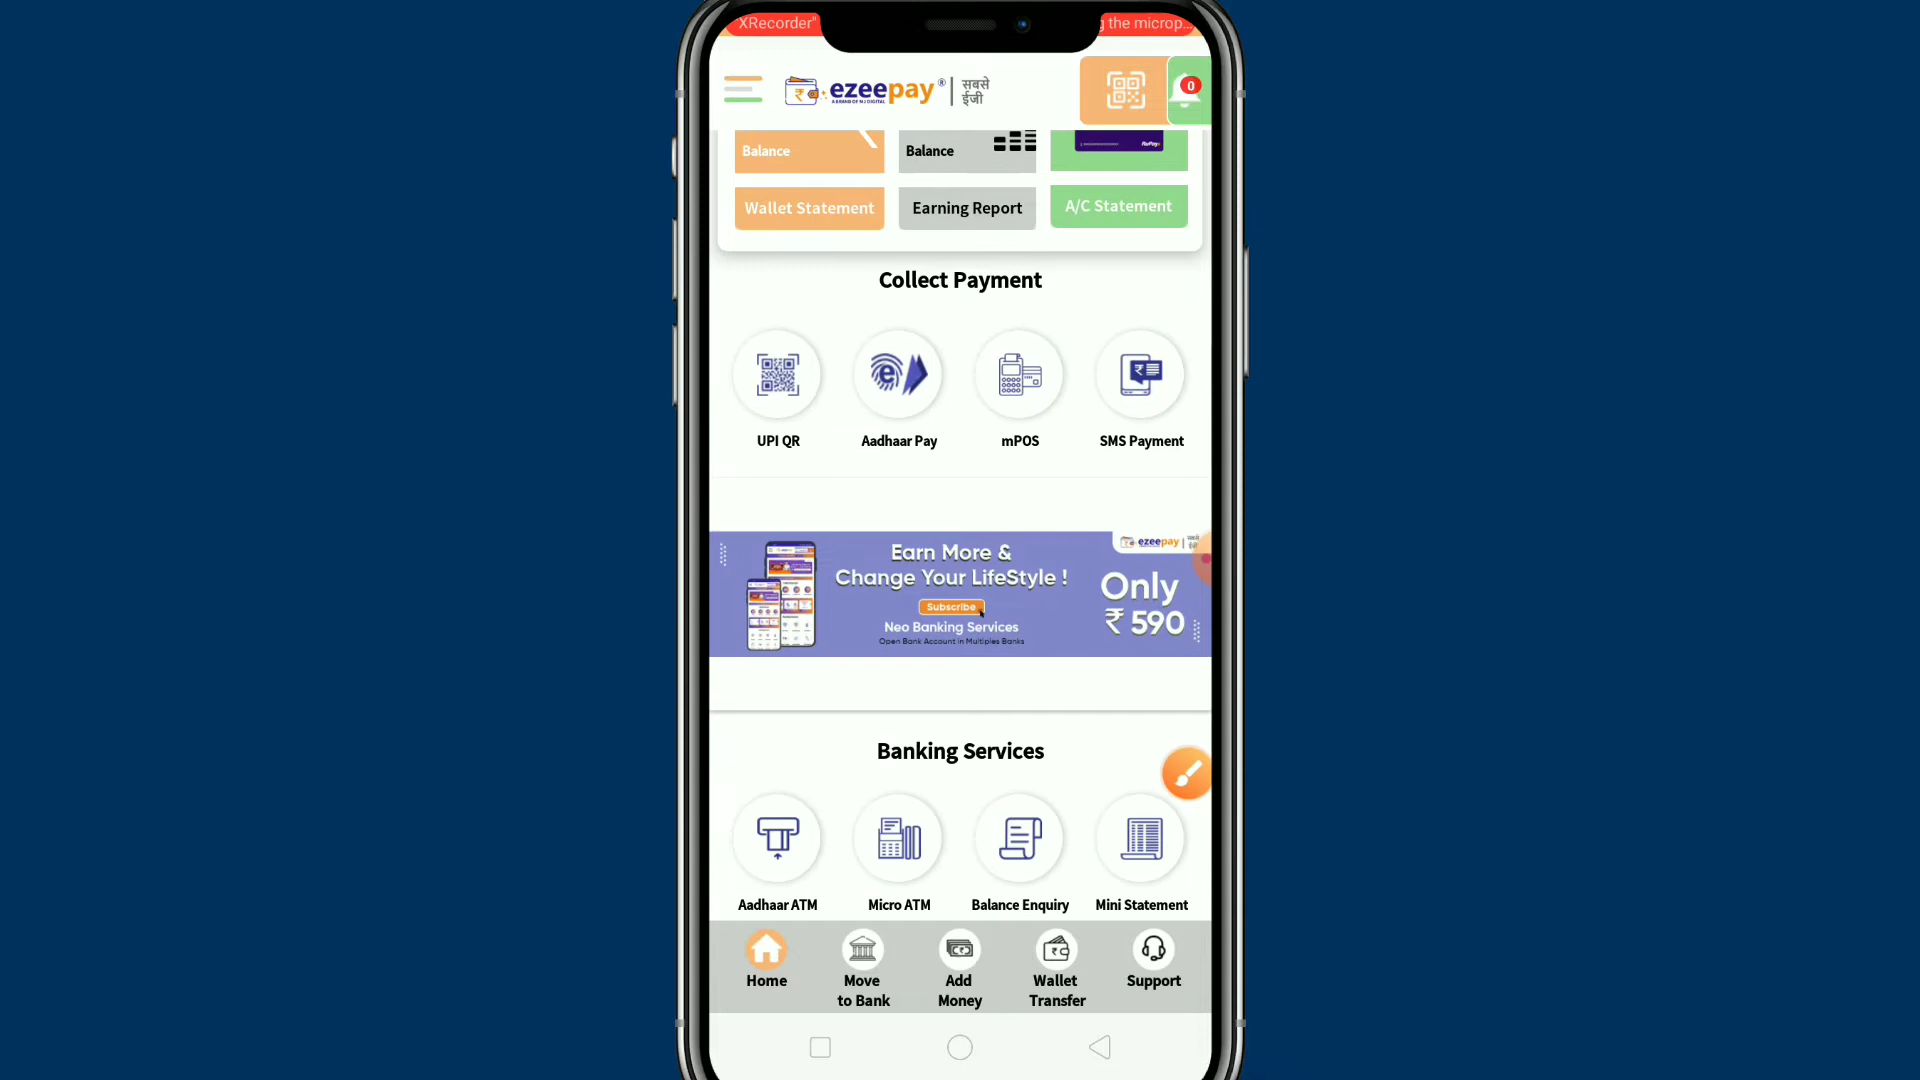 XRecorder"
g the microp...
ezeepay®
A BRAND OF NJ DIGITAL
सबसे
ईजी
0
Balance
Balance
RuPay
Wallet Statement
Earning Report
A/C Statement
Collect Payment
UPI QR
Aadhaar Pay
mPOS
SMS Payment
Earn More &
Change Your LifeStyle !
Subscribe
Neo Banking Services
Open Bank Account in Multiples Banks
ezeepay
Only
₹ 590
Banking Services
Aadhaar ATM
Micro ATM
Balance Enquiry
Mini Statement
Home
Move
to Bank
Add
Money
Wallet
Transfer
Support